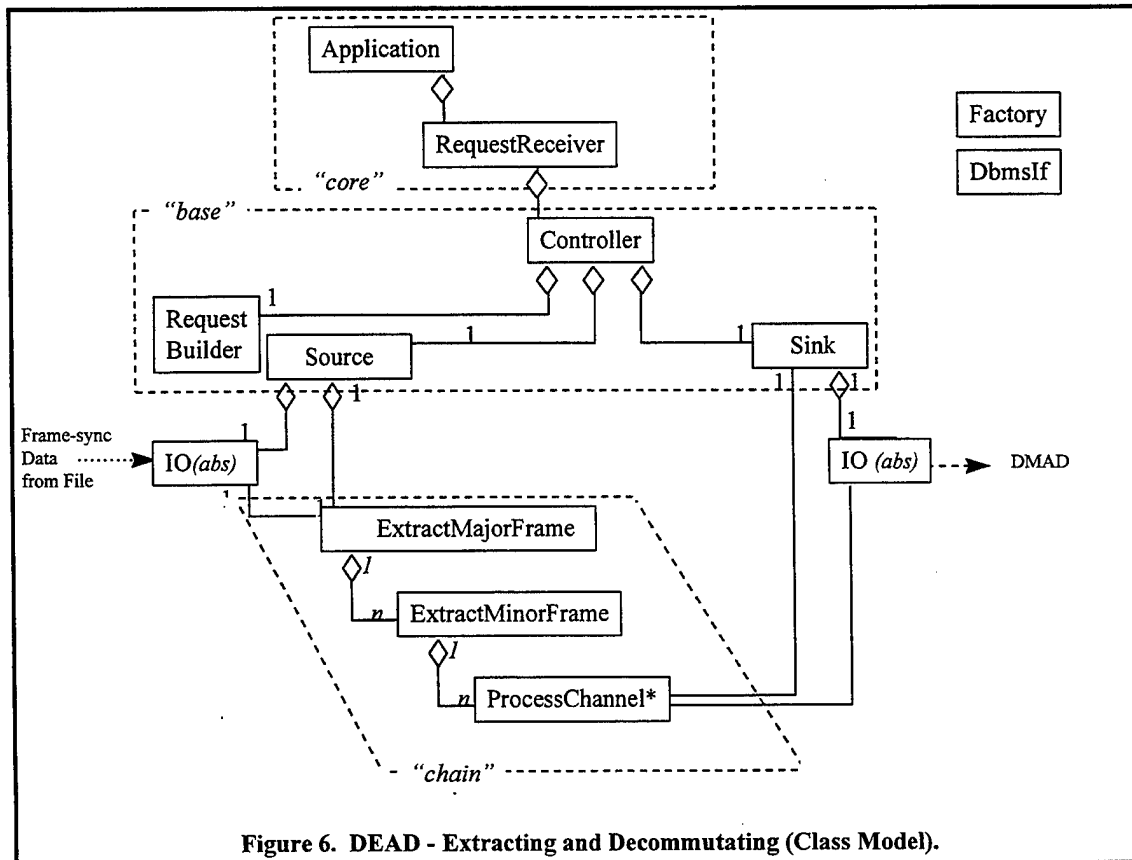 Application
RequestReceiver
"core"
Factory
DbmsIf
"base"
Controller
1
Request
Builder
1
Source
1
Sink
1
1
1
Frame-sync
Data
from File
1
IO(abs)
1
IO (abs)
DMAD
1
1
ExtractMajorFrame
1
n
ExtractMinorFrame
1
n
ProcessChannel*
"chain"
Figure 6. DEAD - Extracting and Decommutating (Class Model).